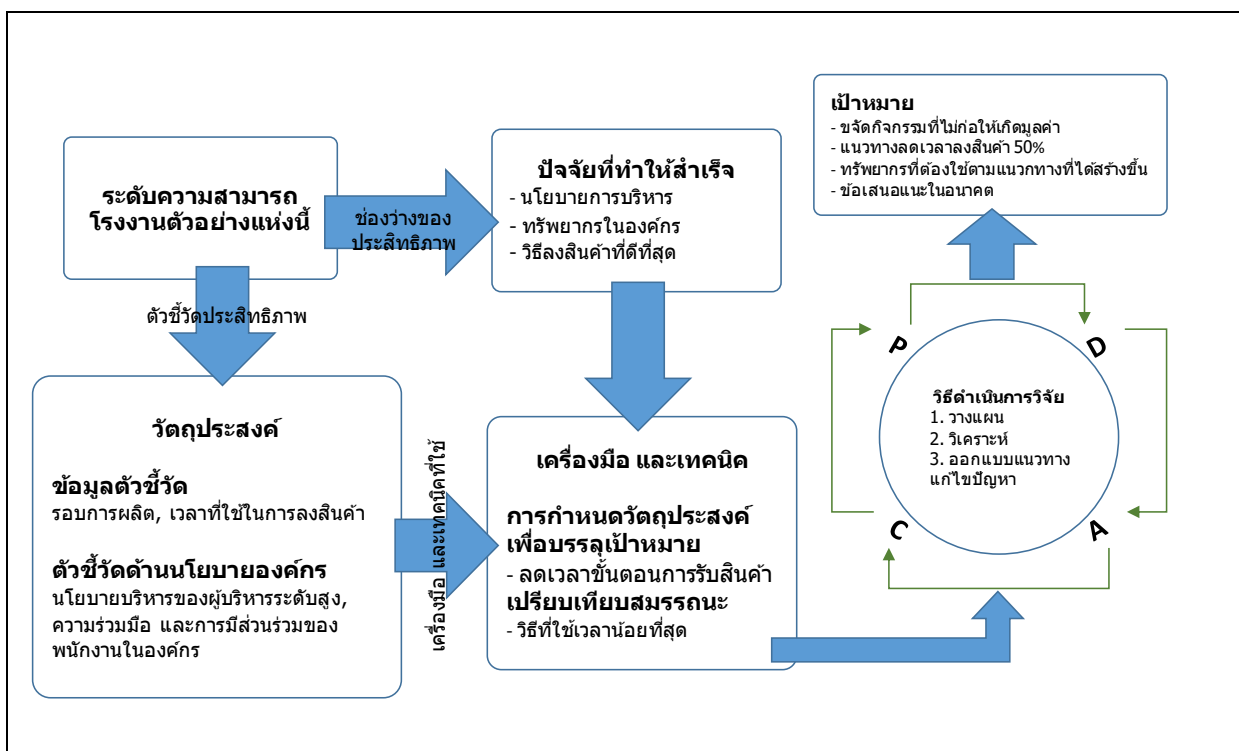 ระดับความสามารถ
โรงงานตัวอย่างแห่งนี้
ช่องว่างของ
ประสิทธิภาพ
ปัจจัยที่ทำให้สำเร็จ
- นโยบายการบริหาร
- ทรัพยากรในองค์กร
- วิธีลงสินค้าที่ดีที่สุด
เป้าหมาย
- ขจัดกิจกรรมที่ไม่ก่อให้เกิดมูลค่า
- แนวทางลดเวลาลงสินค้า 50%
- ทรัพยากรที่ต้องใช้ตามแนวกทางที่ได้สร้างขึ้น
- ข้อเสนอแนะในอนาคต
ตัวชี้วัดประสิทธิภาพ
วัตถุประสงค์
ข้อมูลตัวชี้วัด
รอบการผลิต, เวลาที่ใช้ในการลงสินค้า
ตัวชี้วัดด้านนโยบายองค์กร
นโยบายบริหารของผู้บริหารระดับสูง,
ความร่วมมือ และการมีส่วนร่วมของ
พนักงานในองค์กร
เครื่องมือ และเทคนิคที่ใช้
เครื่องมือ และเทคนิค
การกำหนดวัตถุประสงค์
เพื่อบรรลุเป้าหมาย
- ลดเวลาขั้นตอนการรับสินค้า
เปรียบเทียบสมรรถนะ
- วิธีที่ใช้เวลาน้อยที่สุด
P
D
วิธีดำเนินการวิจัย
1. วางแผน
2. วิเคราะห์
3. ออกแบบแนวทาง
แก้ไขปัญหา
C
A